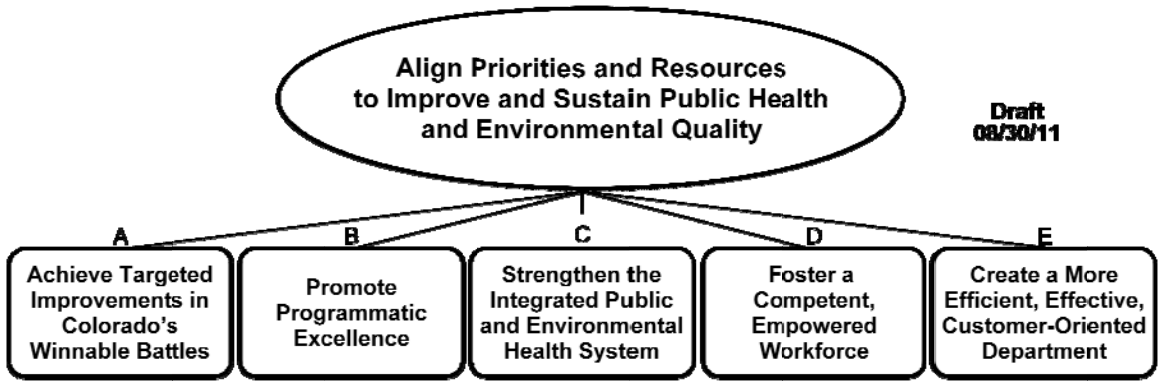 Align Priorities and Resources
to Improve and Sustain Public Health
and Environmental Quality
Draft
08/30/11
A
B
C
D
E
Achieve Targeted
Improvements in
Colorado's
Winnable Battles
Promote
Programmatic
Excellence
Strengthen the
Integrated Public
and Environmental
Health System
Foster a
Competent,
Empowered
Workforce
Create a More
Efficient, Effective,
Customer-Oriented
Department